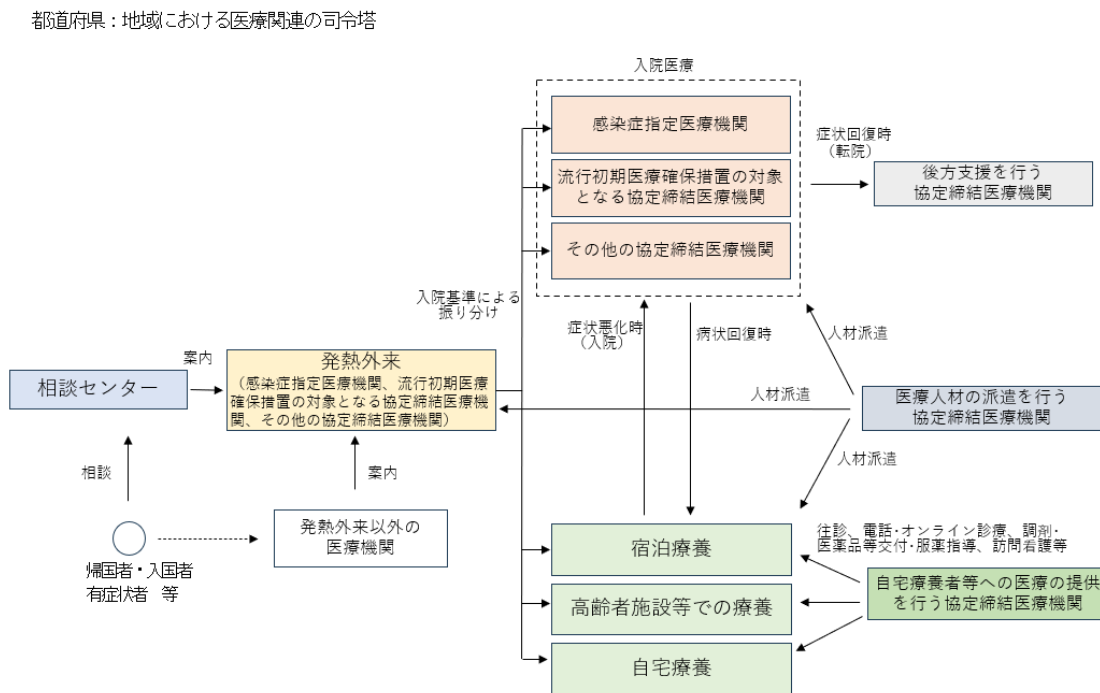 都道府県：地域における医療関連の司令塔
入院医療
感染症指定医療機関
流行初期医療確保措置の対象
となる協定締結医療機関
その他の協定締結医療機関
症状回復時
（転院）
後方支援を行う
協定締結医療機関
入院基準による
振り分け
症状悪化時
（入院）
病状回復時
人材派遣
案内
相談センター
発熱外来
（感染症指定医療機関、流行初期医療
確保措置の対象となる協定締結医療機
関、その他の協定締結医療機関）
人材派遣
医療人材の派遣を行う
協定締結医療機関
人材派遣
相談
案内
発熱外来以外の
医療機関
帰国者・入国者
有症状者　等
宿泊療養
高齢者施設等での療養
自宅療養
往診、電話･オンライン診療、調剤・
医薬品等交付･服薬指導、訪問看護等
自宅療養者等への医療の提供
を行う協定締結医療機関